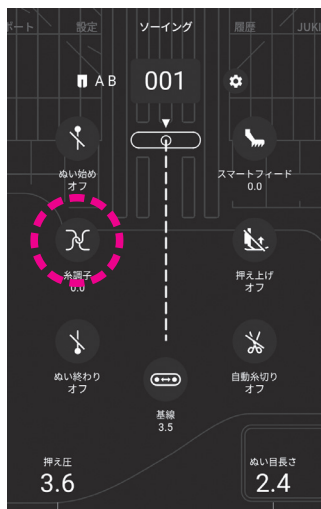 ポート 設定 ソーイング 履歴 JUKI
A B 001
ぬい始め
オフ
スマートフィード
0.0
糸調子
0.0
押え上げ
オフ
ぬい終わり
オフ
自動糸切り
オフ
基線
3.5
押え圧
3.6
ぬい目長さ
2.4